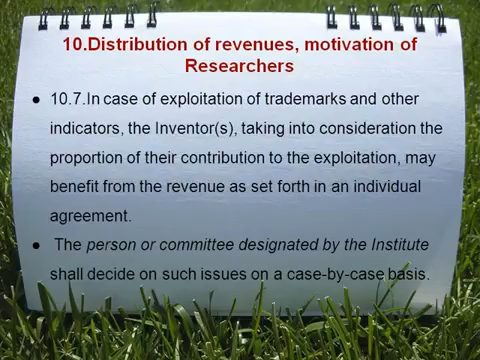 10.Distribution of revenues, motivation of
Researchers
● 10.7.In case of exploitation of trademarks and other
indicators, the Inventor(s), taking into consideration the
proportion of their contribution to the exploitation, may
benefit from the revenue as set forth in an individual
agreement.
● The person or committee designated by the Institute
shall decide on such issues on a case-by-case basis.